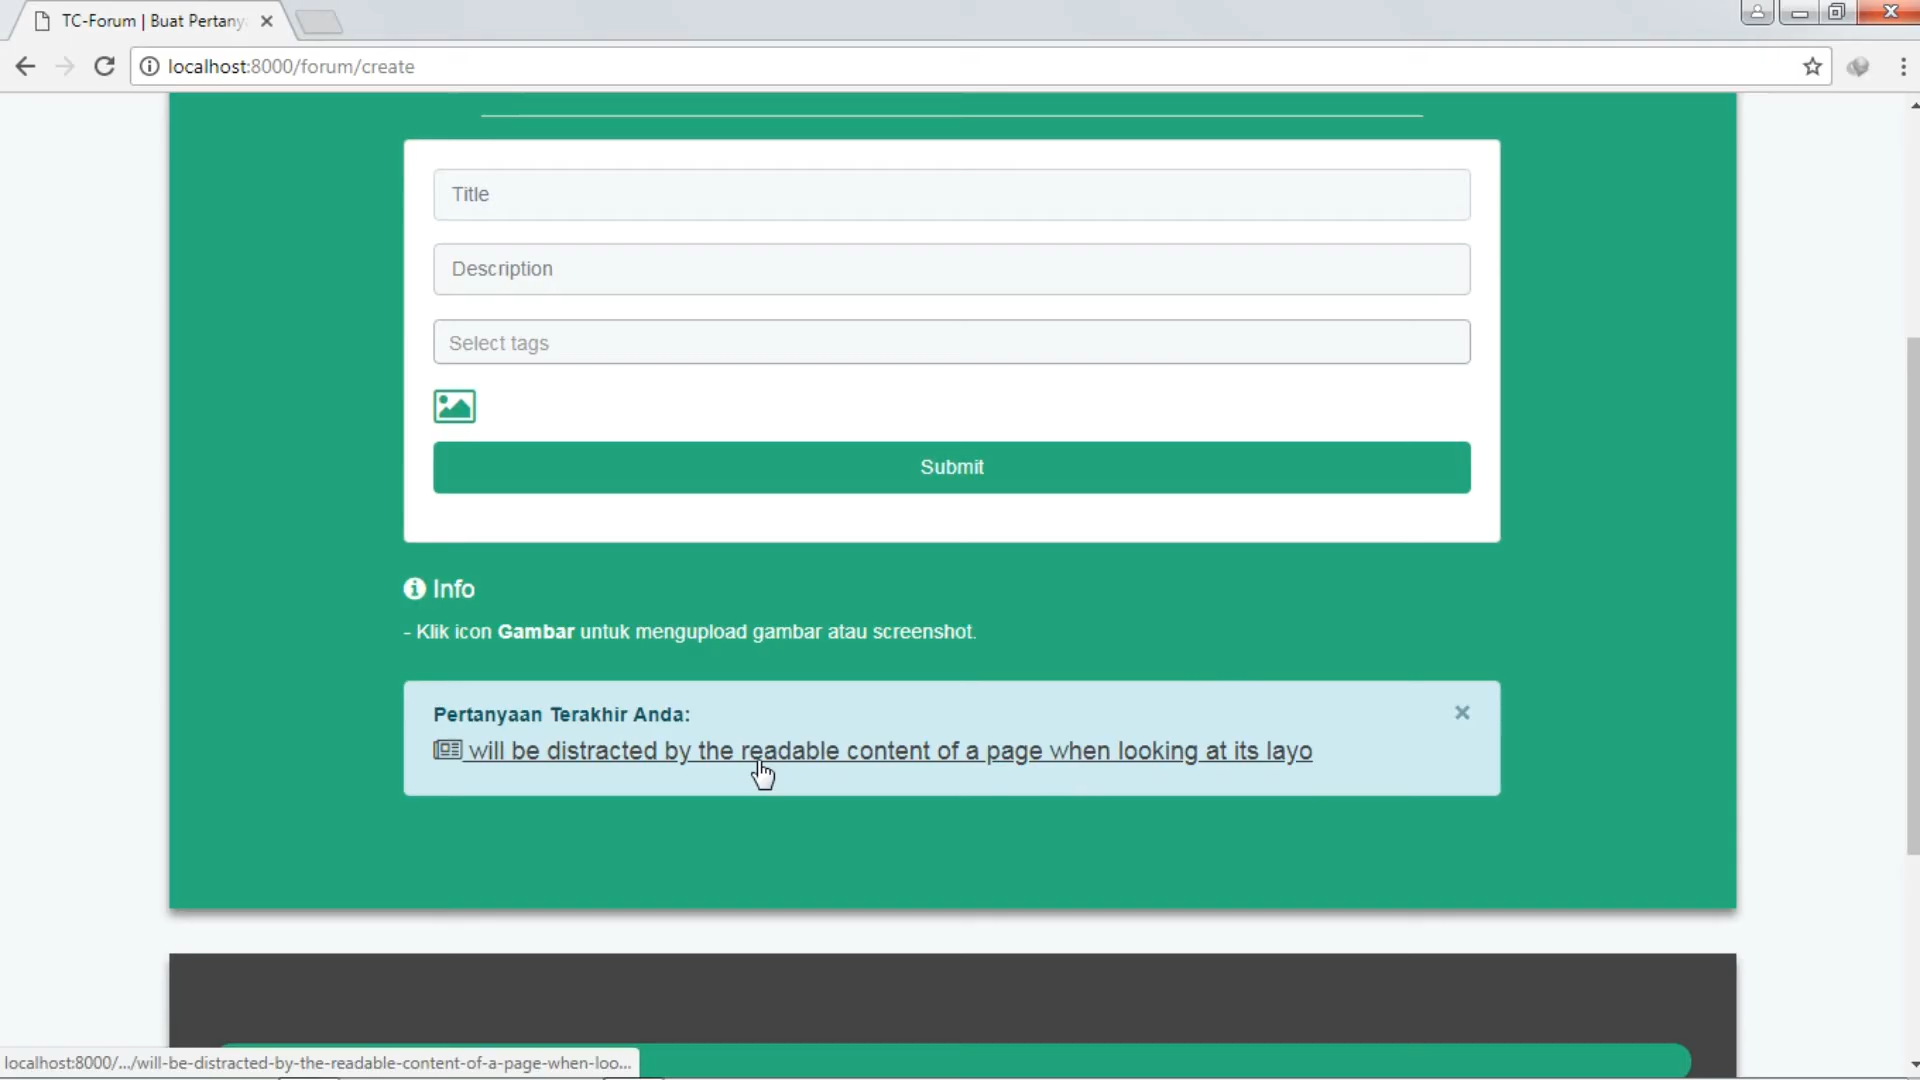 TC-Forum | Buat Pertany
localhost:8000/forum/create
Title
Description
Select tags
Submit
Info
- Klik icon Gambar untuk mengupload gambar atau screenshot.
Pertanyaan Terakhir Anda:
will be distracted by the readable content of a page when looking at its layo
localhost:8000/.../will-be-distracted-by-the-readable-content-of-a-page-when-loo...